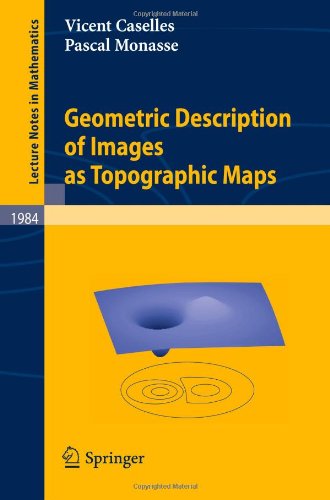 Lecture Notes in Mathematics
Vicent Caselles
Pascal Monasse
Geometric Description
of Images
as Topographic Maps
1984
Springer